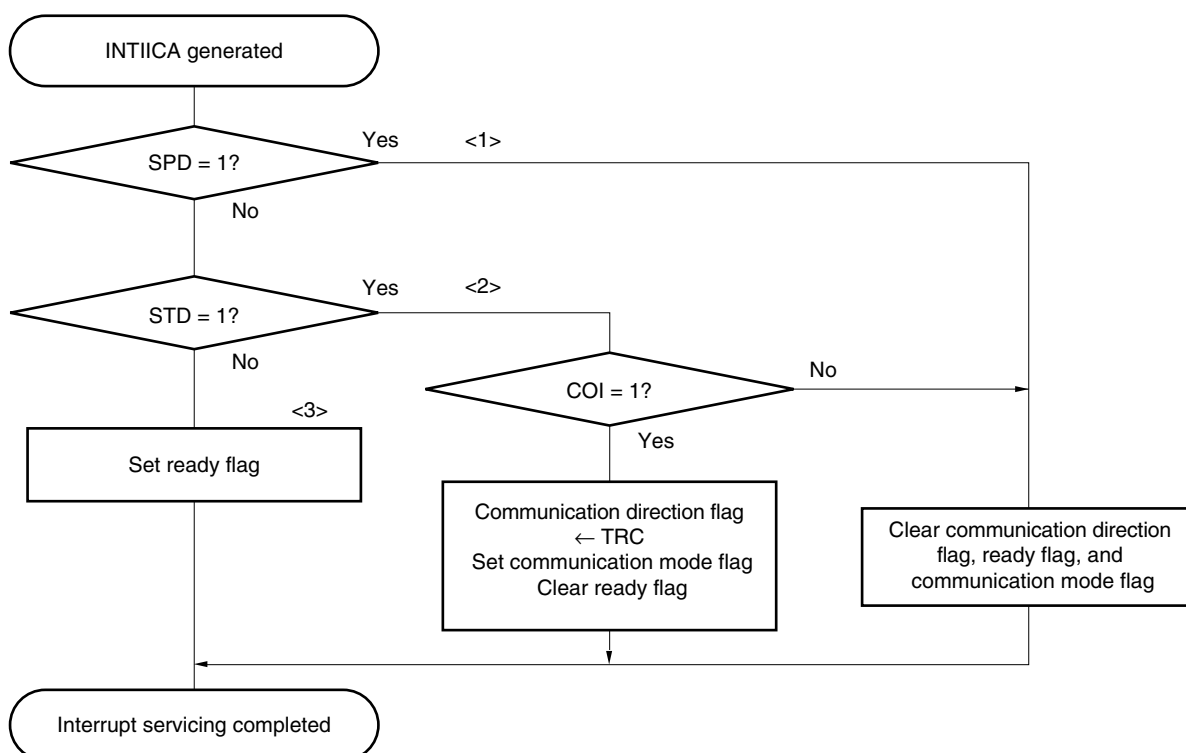 INTIICA generated
Yes
<1>
SPD = 1?
No
Yes
<2>
STD = 1?
No
No
COI = 1?
<3>
Yes
Set ready flag
Communication direction flag
← TRC
Set communication mode flag
Clear ready flag
Clear communication direction
flag, ready flag, and
communication mode flag
Interrupt servicing completed